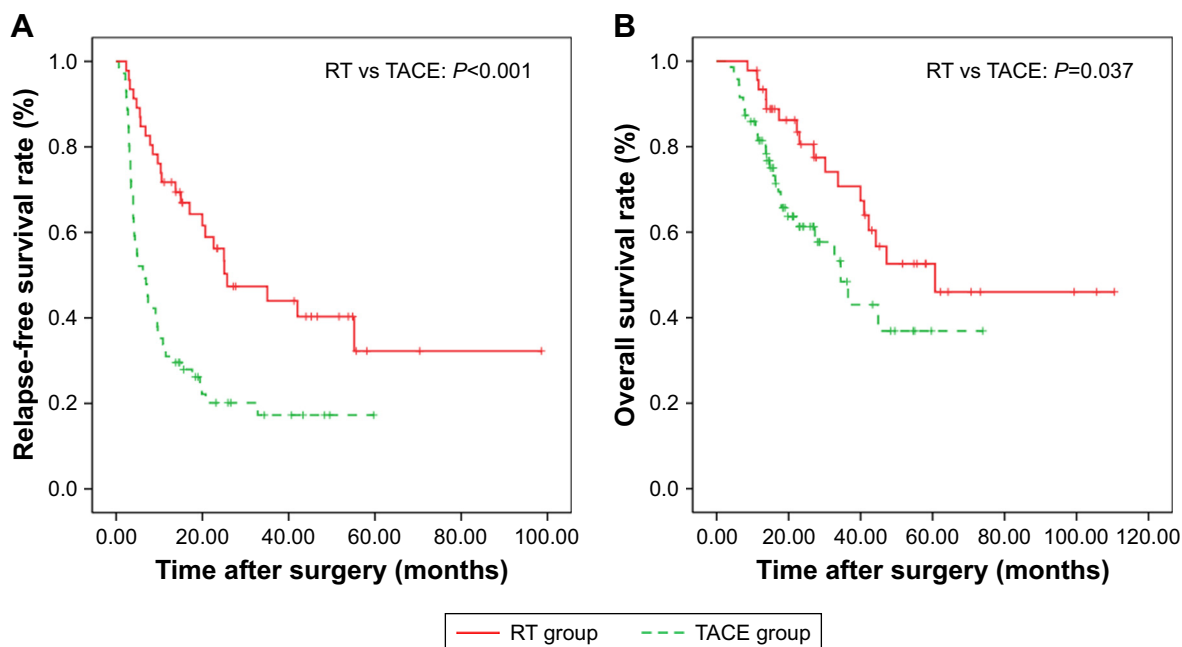 A
RT vs TACE: P<0.001
Relapse-free survival rate (%)
1.0
0.8
0.6
0.4
0.2
0.0
0.00 20.00 40.00 60.00 80.00 100.00
Time after surgery (months)
B
RT vs TACE: P=0.037
Overall survival rate (%)
1.0
0.8
0.6
0.4
0.2
0.0
0.00 20.00 40.00 60.00 80.00 100.00 120.00
Time after surgery (months)
RT group TACE group